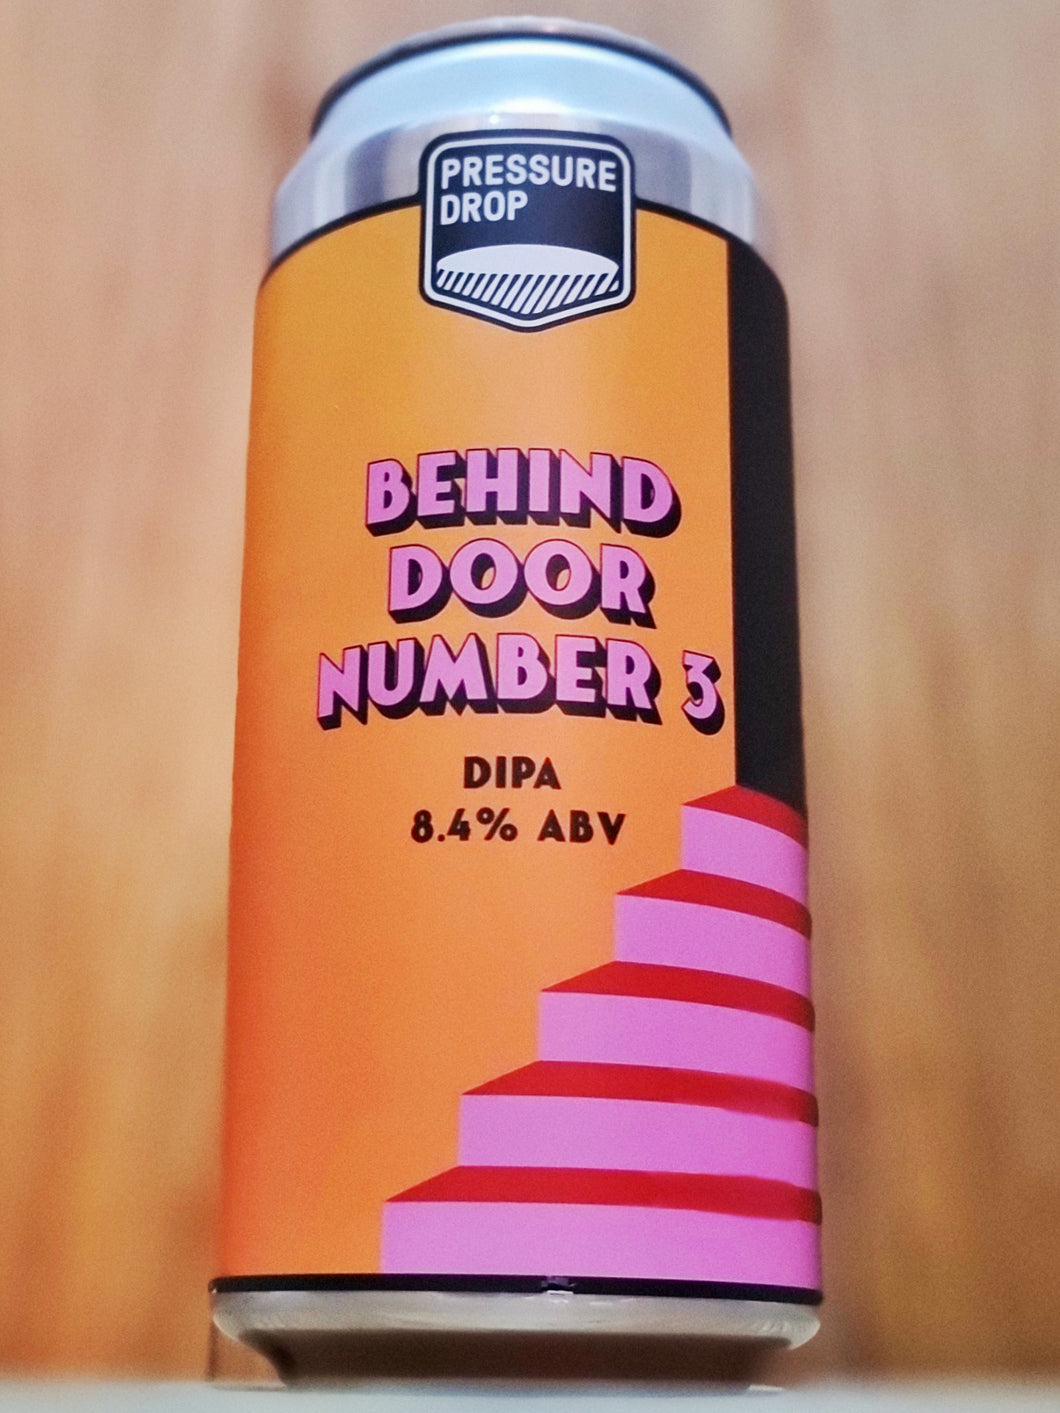 PRESSURE
DROP
BEHIND
DOOR
NUMBER 3
DIPA
8.4% ABV